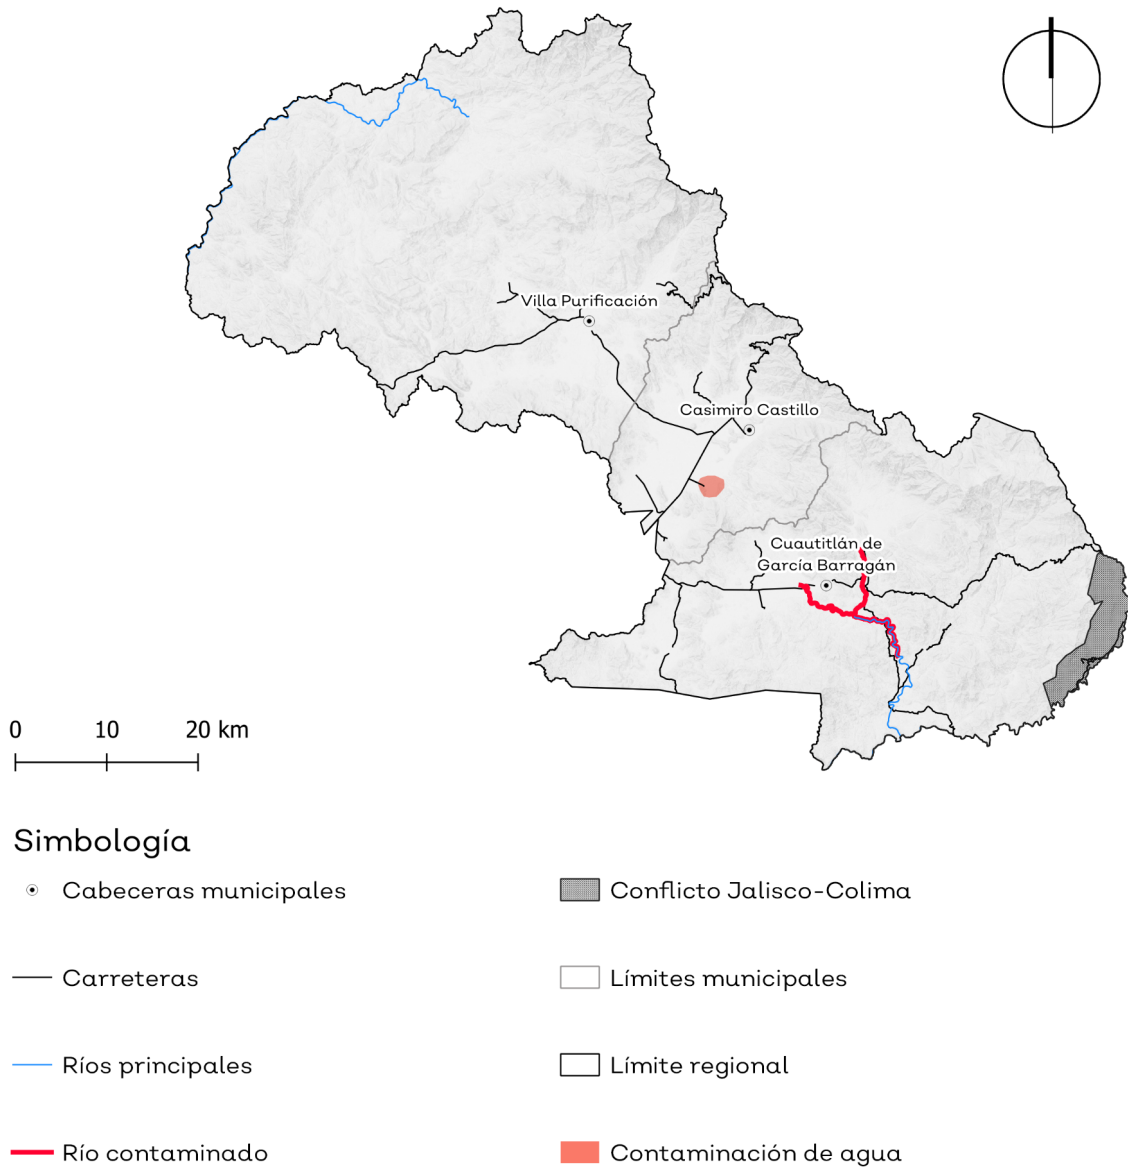 Villa Purificación
Casimiro Castillo
Cuautitlán de
García Barragán
0 10 20 km
Simbología
Cabeceras municipales
Conflicto Jalisco-Colima
Carreteras
Límites municipales
Ríos principales
Límite regional
Río contaminado
Contaminación de agua